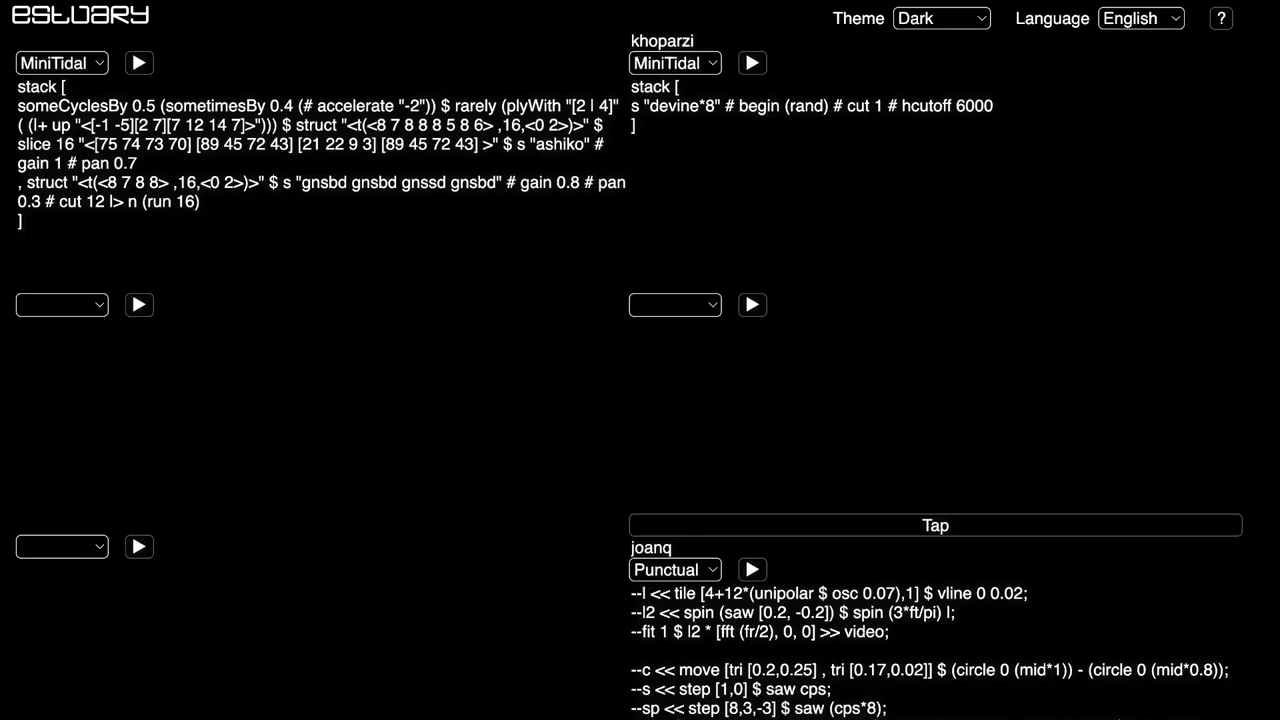 estuary
Theme Dark Language English ?
MiniTidal
stack [
someCyclesBy 0.5 (sometimesBy 0.4 (# accelerate "-2")) $ rarely (plyWith "[2 | 4]"
( (|+ up "<[-1 -5][2 7][7 12 14 7]>"))) $ struct "<t(<8 7 8 8 8 5 8 6> ,16,<0 2>)>" $
slice 16 "<[75 74 73 70] [89 45 72 43] [21 22 9 3] [89 45 72 43] >" $ s "ashiko" #
gain 1 # pan 0.7
, struct "<t(<8 7 8 8> ,16,<0 2>)>" $ s "gnsbd gnsbd gnssd gnsbd" # gain 0.8 # pan
0.3 # cut 12 |> n (run 16)
]
khoparzi
MiniTidal
stack [
s "devine*8" # begin (rand) # cut 1 # hcutoff 6000
]
Tap
joanq
Punctual
--l << tile [4+12*(unipolar $ osc 0.07),1] $ vline 0 0.02;
--l2 << spin (saw [0.2, -0.2]) $ spin (3*ft/pi) l;
--fit 1 $ l2 * [fft (fr/2), 0, 0] >> video;
--c << move [tri [0.2,0.25] , tri [0.17,0.02]] $ (circle 0 (mid*1)) - (circle 0 (mid*0.8));
--s << step [1,0] $ saw cps;
--sp << step [8,3,-3] $ saw (cps*8);